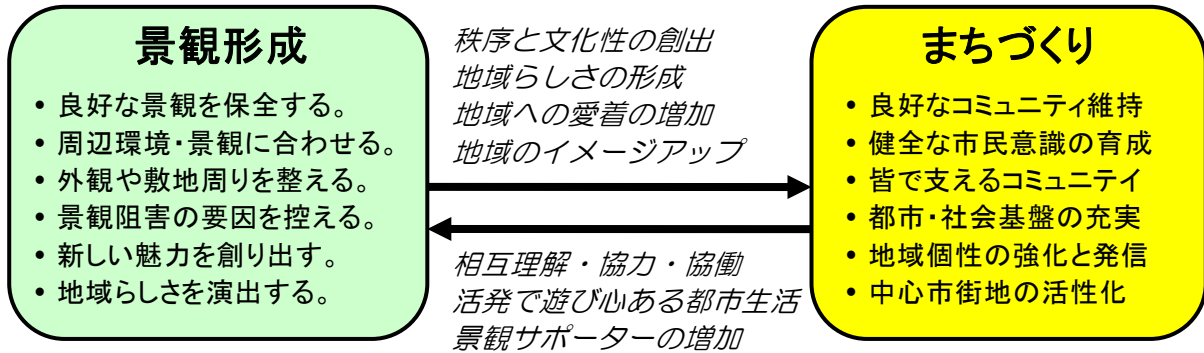 景観形成
• 良好な景観を保全する。
• 周辺環境・景観に合わせる。
• 外観や敷地周りを整える。
• 景観阻害の要因を控える。
• 新しい魅力を創り出す。
• 地域らしさを演出する。
秩序と文化性の創出
地域らしさの形成
地域への愛着の増加
地域のイメージアップ
相互理解・協力・協働
活発で遊び心ある都市生活
景観サポーターの増加
まちづくり
• 良好なコミュニティ維持
• 健全な市民意識の育成
• 皆で支えるコミュニテイ
• 都市・社会基盤の充実
• 地域個性の強化と発信
• 中心市街地の活性化